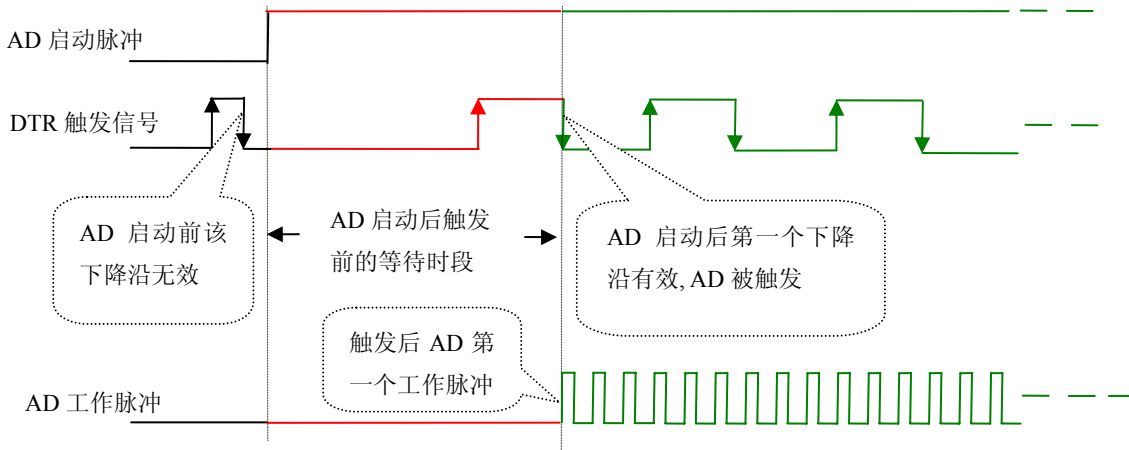 AD 启动脉冲
DTR 触发信号
AD 启动前该
下降沿无效
AD 启动后触发
前的等待时段
AD 启动后第一个下降
沿有效, AD 被触发
触发后 AD 第
一个工作脉冲
AD 工作脉冲